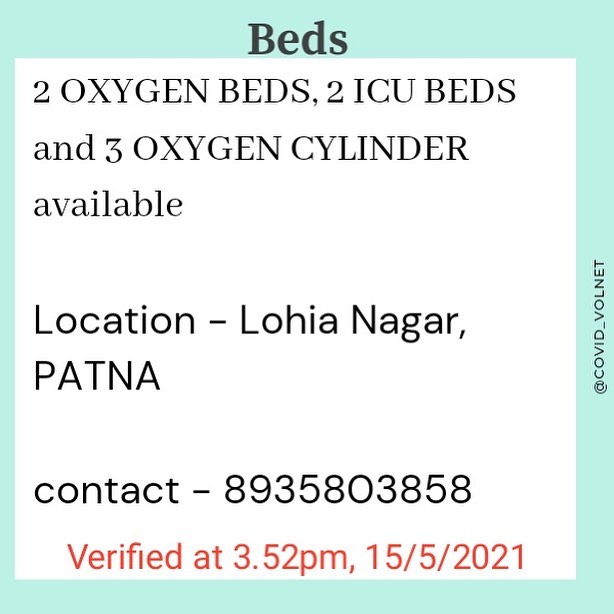 Beds
2 OXYGEN BEDS, 2 ICU BEDS
and 3 OXYGEN CYLINDER
available
Location - Lohia Nagar,
PATNA
contact - 8935803858
Verified at 3.52pm, 15/5/2021
@COVID_VOLNET